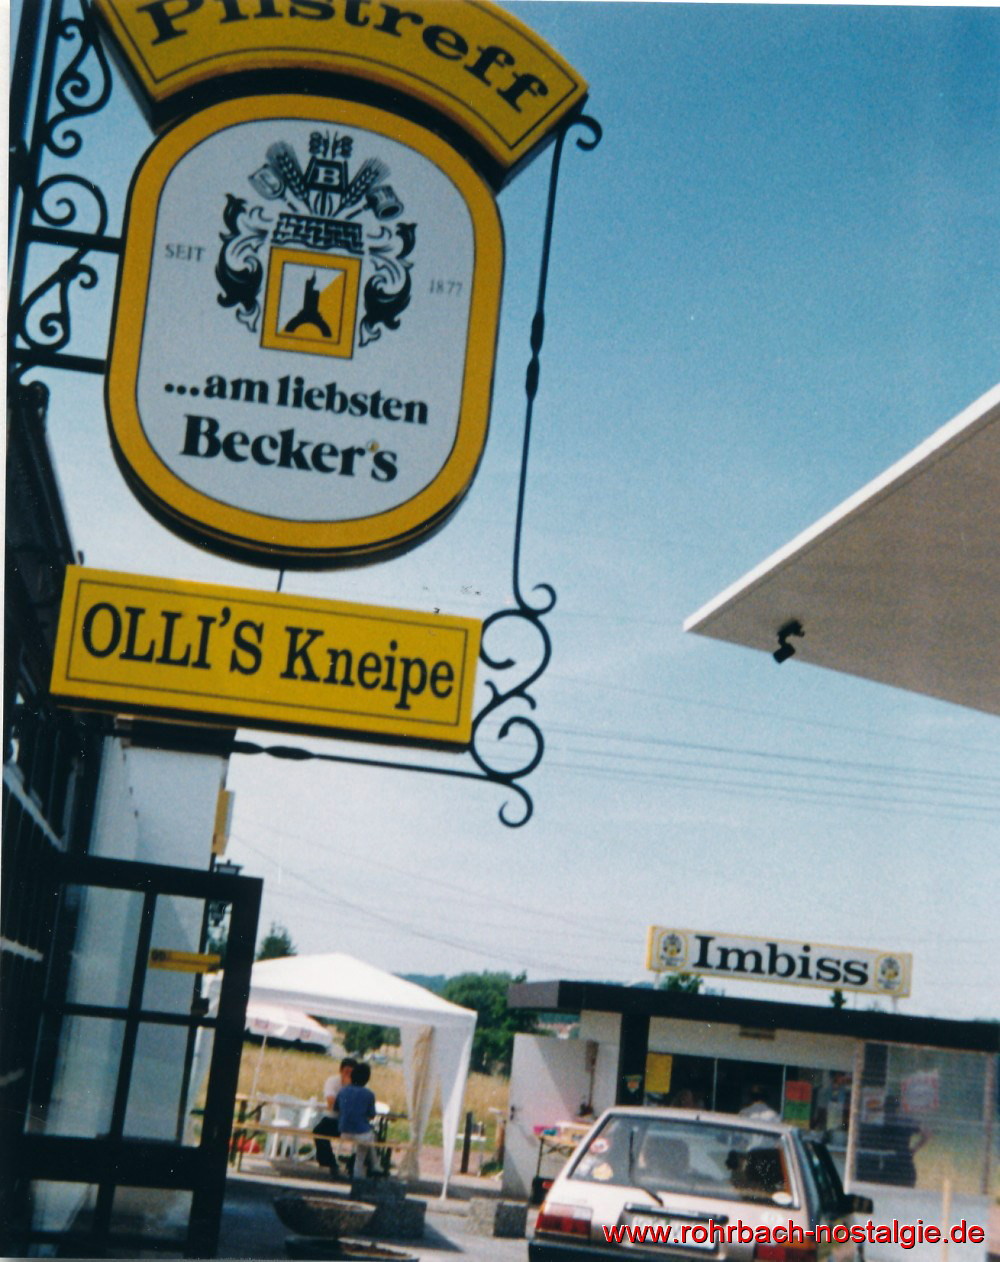 Pilstreff
B
SEIT
1877
...am liebsten
Becker's
OLLI'S Kneipe
Imbiss
www.rohrbach-nostalgie.de